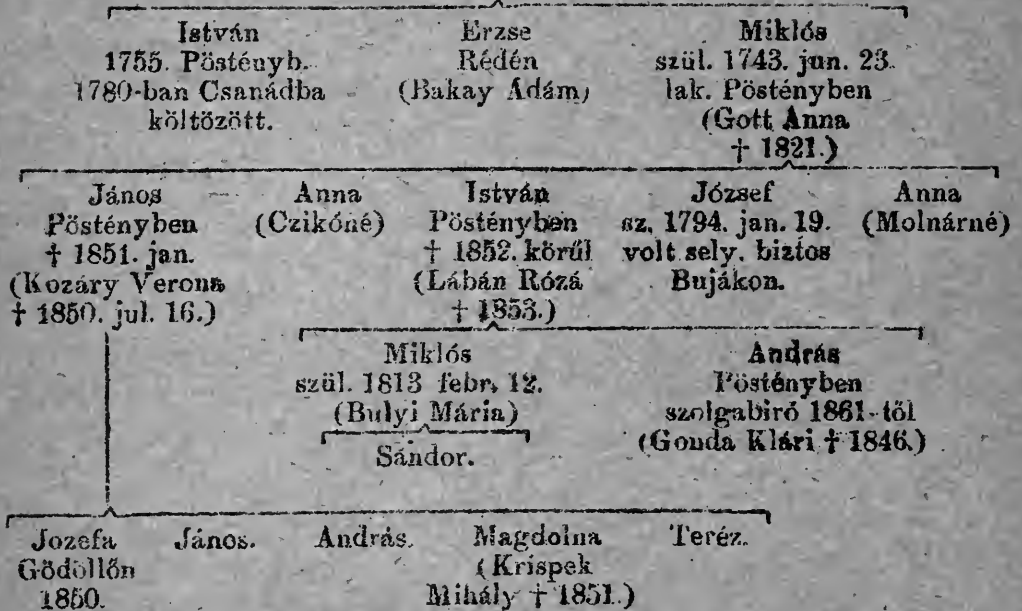 István Erzse Miklós
1755. Pöstényb. Rédén szül. 1743. jun. 23.
1780-ban Csanádba (Bakay Ádám) lak. Pöstényben
költözött. (Gott Anna
† 1821.)
János Anna István József Anna
Pöstényben (Czikóné) Pöstényben sz. 1794. jan. 19. (Molnárné)
† 1851. jan. † 1852. körül volt sely. biztos
(Kozáry Verona (Lábán Rózá Bujákon.
† 1850. jul. 16.) † 1853.)
Miklós András
szül. 1813 febr. 12. Pöstényben
(Bulyi Mária) szolgabiró 1861-től
Sándor. (Gonda Klári † 1846.)
Jozefa János. András. Magdolna Teréz.
Gödöllőn (Krispek
1850. Mihály † 1851.)